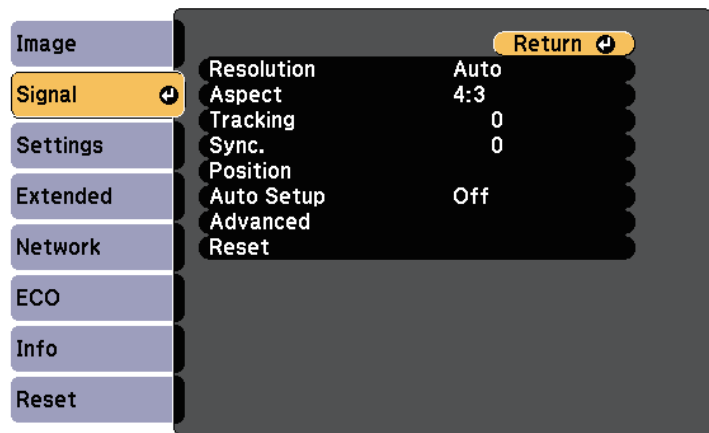 Image
Signal
Settings
Extended
Network
ECO
Info
Reset
Return
Resolution Auto
Aspect 4:3
Tracking 0
Sync. 0
Position
Auto Setup Off
Advanced
Reset